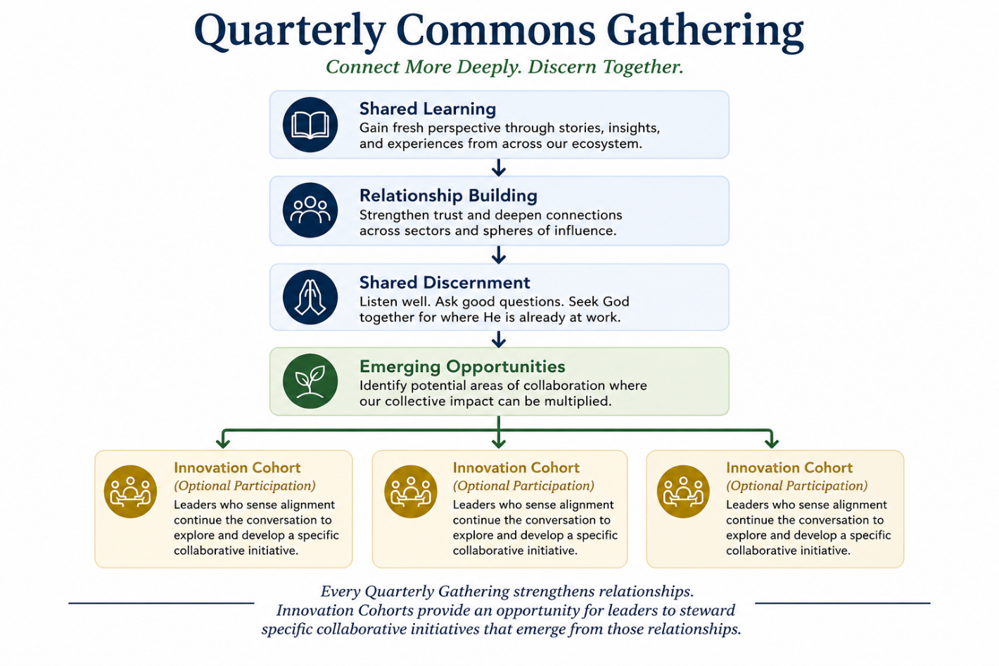 Quarterly Commons Gathering
Connect More Deeply. Discern Together.
Shared Learning
Gain fresh perspective through stories, insights,
and experiences from across our ecosystem.
Relationship Building
Strengthen trust and deepen connections
across sectors and spheres of influence.
Shared Discernment
Listen well. Ask good questions. Seek God
together for where He is already at work.
Emerging Opportunities
Identify potential areas of collaboration where
our collective impact can be multiplied.
Innovation Cohort
(Optional Participation)
Leaders who sense alignment
continue the conversation to
explore and develop a specific
collaborative initiative.
Innovation Cohort
(Optional Participation)
Leaders who sense alignment
continue the conversation to
explore and develop a specific
collaborative initiative.
Innovation Cohort
(Optional Participation)
Leaders who sense alignment
continue the conversation to
explore and develop a specific
collaborative initiative.
Every Quarterly Gathering strengthens relationships.
Innovation Cohorts provide an opportunity for leaders to steward
specific collaborative initiatives that emerge from those relationships.